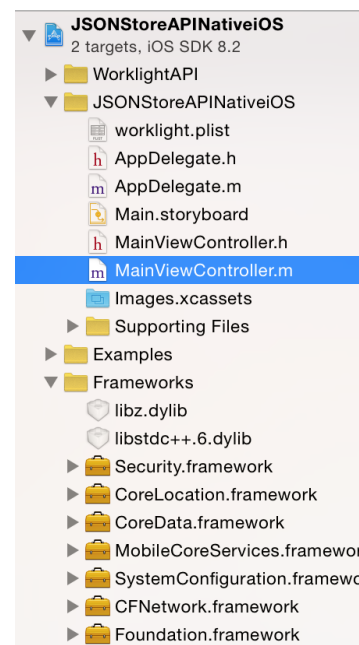 JSONStoreAPINativeiOS
2 targets, iOS SDK 8.2
WorklightAPI
JSONStoreAPINativeiOS
worklight.plist
h AppDelegate.h
m AppDelegate.m
Main.storyboard
h MainViewController.h
m MainViewController.m
Images.xcassets
Supporting Files
Examples
Frameworks
libz.dylib
libstdc++.6.dylib
Security.framework
CoreLocation.framework
CoreData.framework
MobileCoreServices.framewor
SystemConfiguration.framewo
CFNetwork.framework
Foundation.framework